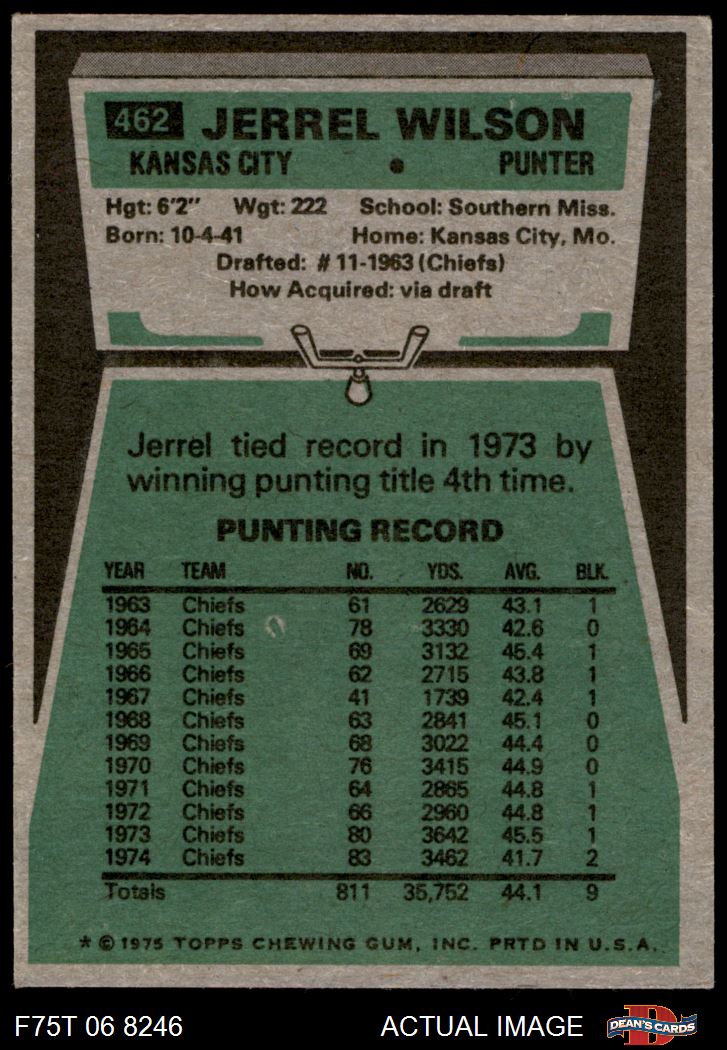 462 JERREL WILSON
KANSAS CITY • PUNTER
Hgt: 6'2" Wgt: 222 School: Southern Miss.
Born: 10-4-41 Home: Kansas City, Mo.
Drafted: #11-1963 (Chiefs)
How Acquired: via draft
Jerrel tied record in 1973 by
winning punting title 4th time.
PUNTING RECORD
YEAR TEAM NO. YDS. AVG. BLK.
1963 Chiefs 61 2629 43.1 1
1964 Chiefs 78 3330 42.6 0
1965 Chiefs 69 3132 45.4 1
1966 Chiefs 62 2715 43.8 1
1967 Chiefs 41 1739 42.4 1
1968 Chiefs 63 2841 45.1 0
1969 Chiefs 68 3022 44.4 0
1970 Chiefs 76 3415 44.9 0
1971 Chiefs 64 2865 44.8 1
1972 Chiefs 66 2960 44.8 1
1973 Chiefs 80 3642 45.5 1
1974 Chiefs 83 3462 41.7 2
Totals 811 35,752 44.1 9
* © 1975 TOPPS CHEWING GUM, INC. PRTD IN U.S.A.
F75T 06 8246 ACTUAL IMAGE D DEAN'S CARDS